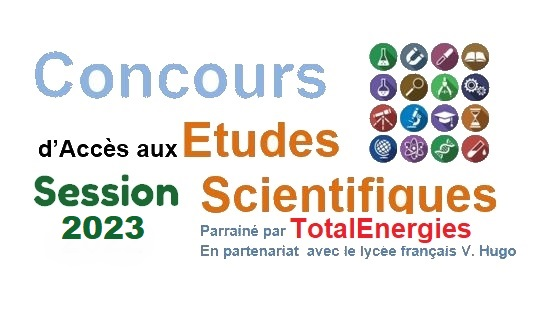 Concours
d'Accès aux Etudes
Session Scientifiques
2023
Parrainé par TotalEnergies
En partenariat avec le lycée français V. Hugo